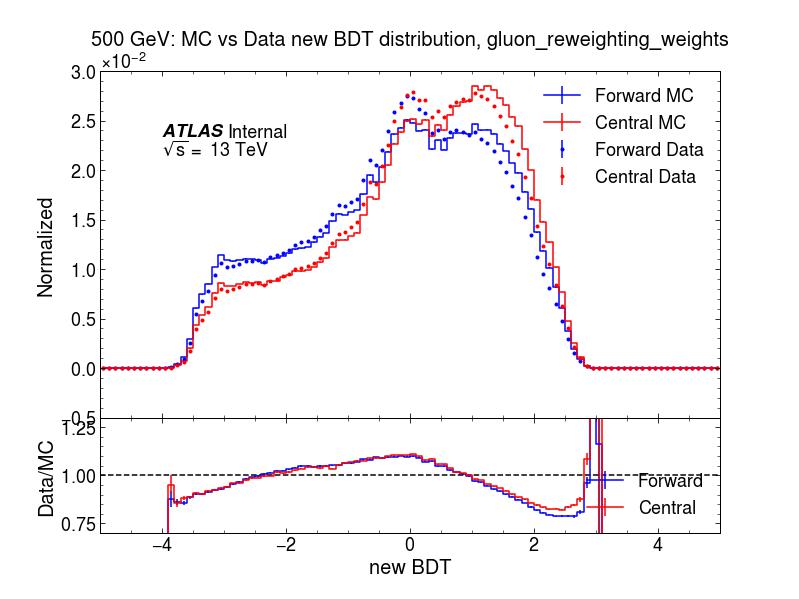 500 GeV: MC vs Data new BDT distribution, gluon_reweighting_weights
×10⁻²
3.0
2.5
2.0
1.5
1.0
0.5
0.0
−0.5
Normalized
ATLAS Internal
√s = 13 TeV
Forward MC
Central MC
Forward Data
Central Data
1.25
1.00
0.75
Data/MC
Forward
Central
−4 −2 0 2 4
new BDT